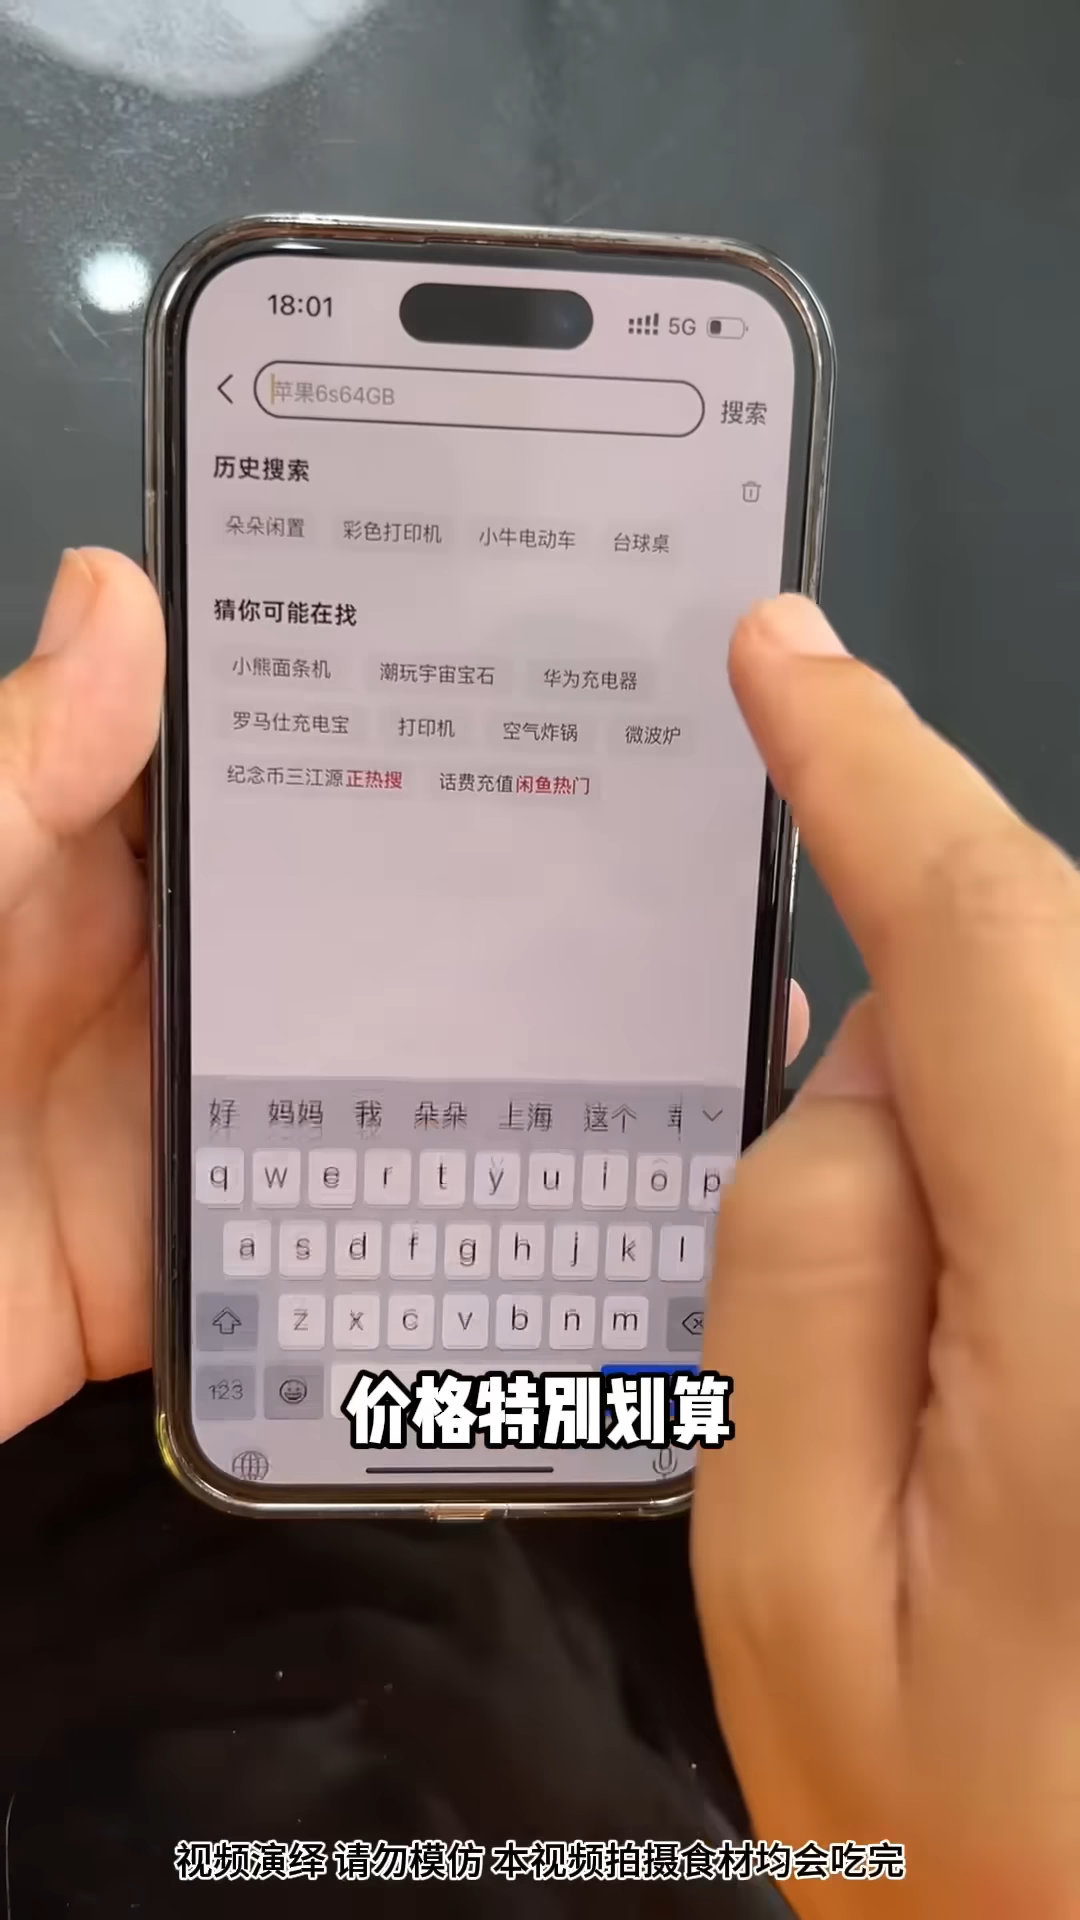 18:01 5G
苹果6s64GB 搜索
历史搜索
朵朵闲置 彩色打印机 小牛电动车 台球桌
猜你可能在找
小熊面条机 潮玩宇宙宝石 华为充电器
罗马仕充电宝 打印机 空气炸锅 微波炉
纪念币三江源正热搜 话费充值闲鱼热门
好 妈妈 我 朵朵 上海 这个
q w e r t y u i o p
a s d f g h j k l
z x c v b n m
123
价格特别划算
视频演绎 请勿模仿 本视频拍摄食材均会吃完